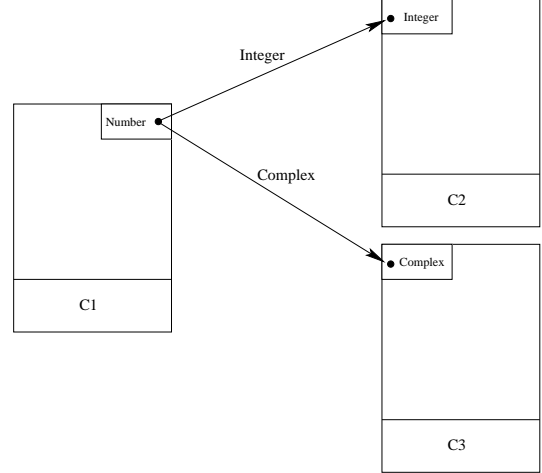 Integer
Integer
Number
Complex
C2
Complex
C1
C3